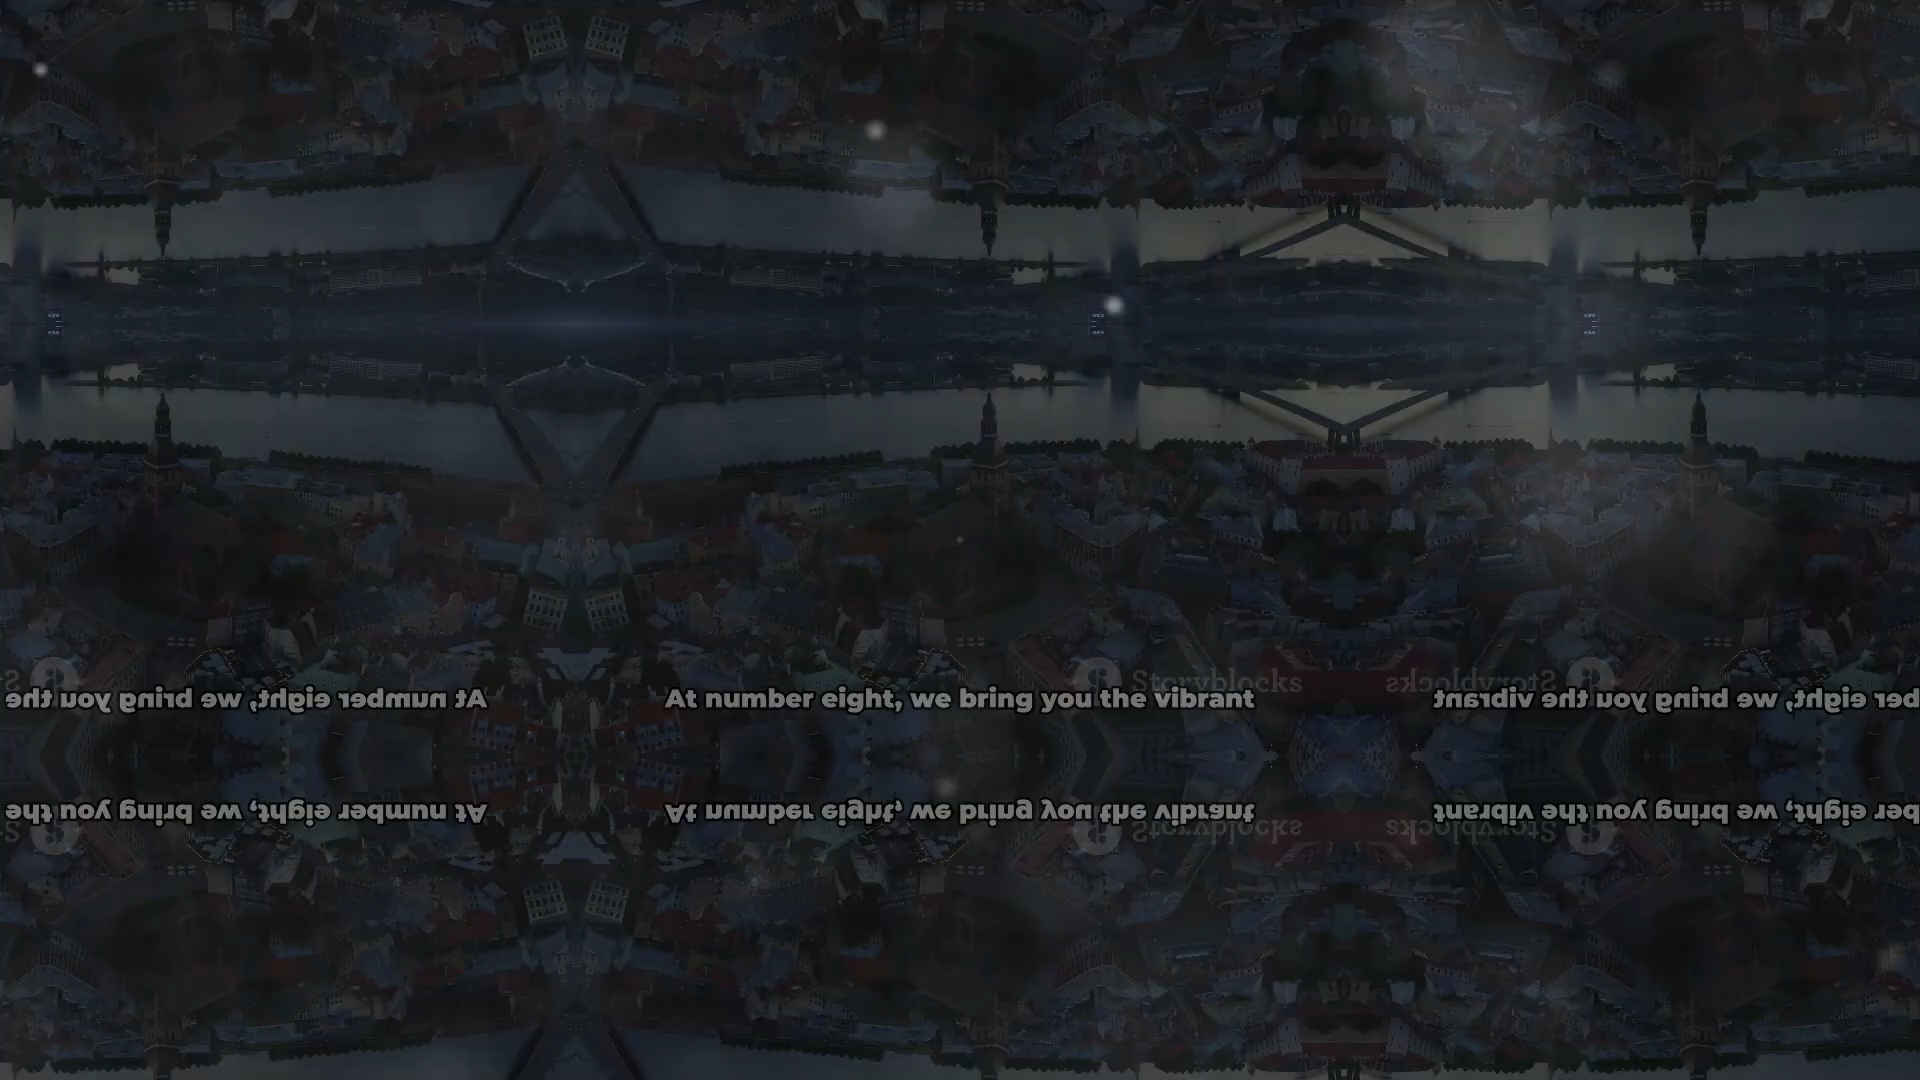 At number eight, we bring you the vibrant
Storyblocks